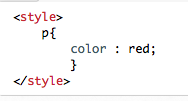 <style>
    p{
        color : red;
        }
</style>